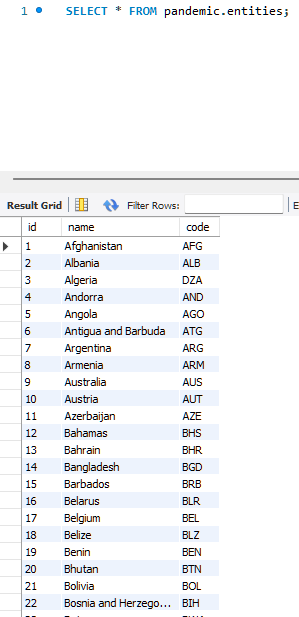 1 SELECT * FROM pandemic.entities;
Result Grid Filter Rows: E
id name code
1 Afghanistan AFG
2 Albania ALB
3 Algeria DZA
4 Andorra AND
5 Angola AGO
6 Antigua and Barbuda ATG
7 Argentina ARG
8 Armenia ARM
9 Australia AUS
10 Austria AUT
11 Azerbaijan AZE
12 Bahamas BHS
13 Bahrain BHR
14 Bangladesh BGD
15 Barbados BRB
16 Belarus BLR
17 Belgium BEL
18 Belize BLZ
19 Benin BEN
20 Bhutan BTN
21 Bolivia BOL
22 Bosnia and Herzego... BIH